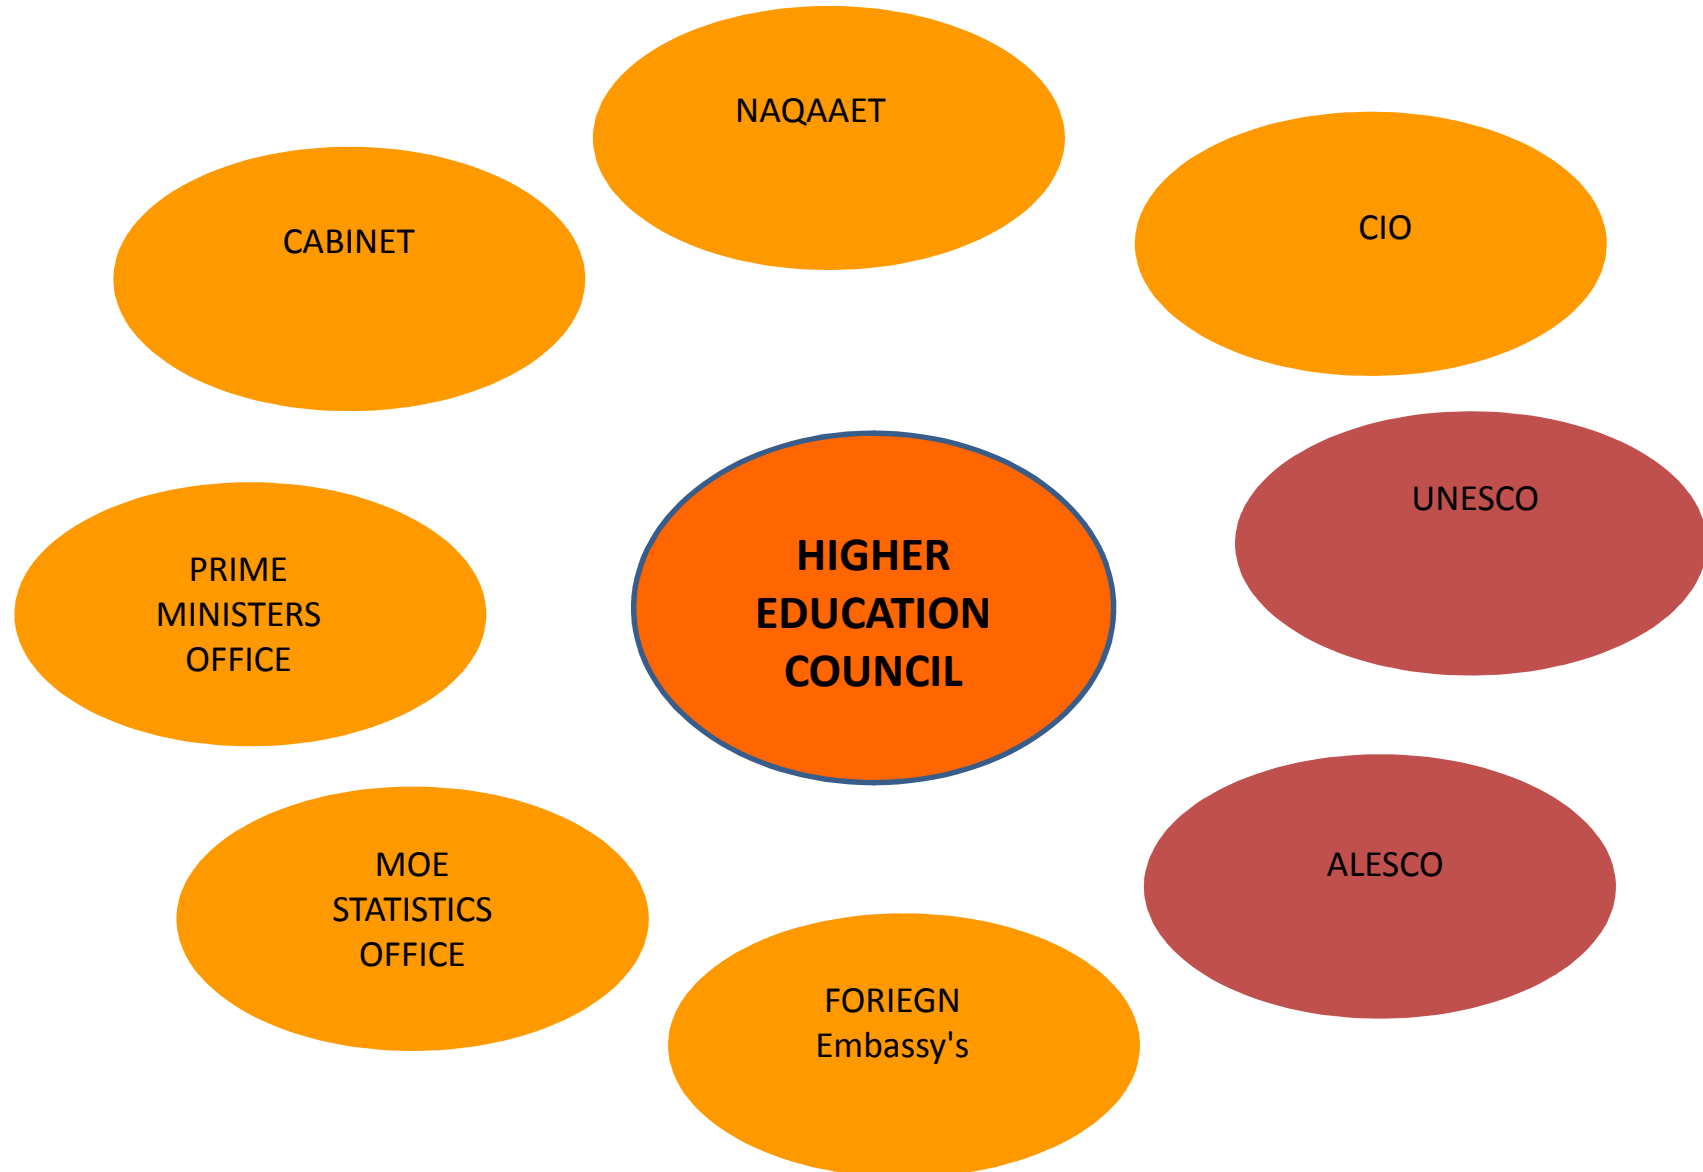 NAQAAET
CIO
CABINET
UNESCO
HIGHER
EDUCATION
COUNCIL
PRIME
MINISTERS
OFFICE
MOE
STATISTICS
OFFICE
ALESCO
FORIEGN
Embassy's